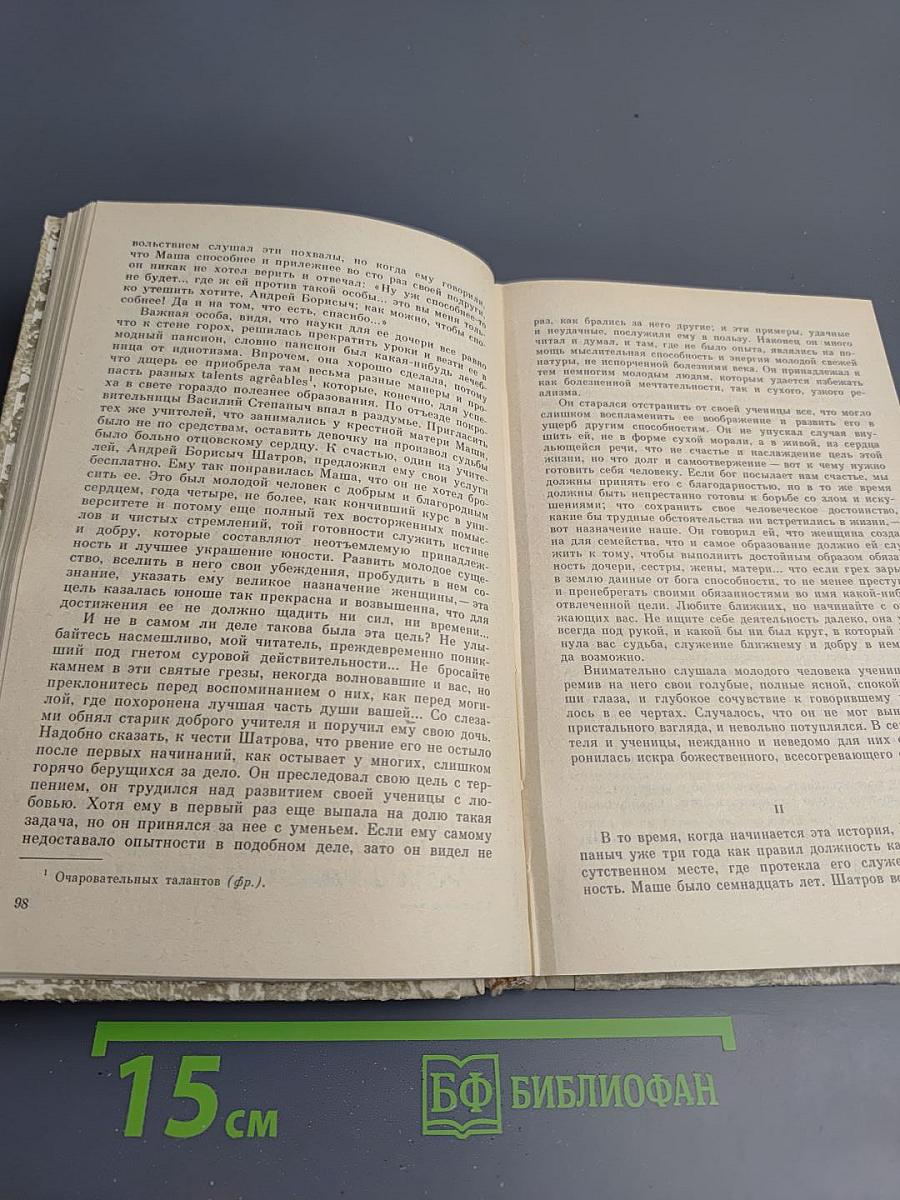 вольствием слушал эти похвалы, но когда ему говорили,
что Маша способнее и прилежнее во сто раз своей подруги,
он никак не хотел верить и отвечал: «Ну уж способнее-то
не будет.., где ж ей против такой особы... это вы меня толь-
ко утешить хотите, Андрей Борисыч; как можно, чтобы спо-
собнее! Да и на том, что есть, спасибо...»
Важная особа, видя, что науки для ее дочери все равно
что к стене горох, решилась прекратить уроки и везти ее в
модный пансион, словно пансион был какая-нибудь лечеб-
ница от идиотизма. Впрочем, она хорошо сделала, потому
что дщерь ее приобрела там весьма разные манеры и про-
пасть разных talents agréables¹, которые, конечно, для успе-
ха в свете гораздо полезнее образования. По отъезде покро-
вительницы Василий Степаныч впал в раздумье. Пригласить
тех же учителей, что занимались у крестной матери Маши,
было не по средствам, оставить девочку на произвол судьбы
было больно отцовскому сердцу. К счастью, один из учите-
лей, Андрей Борисыч Шатров, предложил ему свои услуги
бесплатно. Ему так понравилась Маша, что он не хотел бро-
сить ее. Это был молодой человек с добрым и благородным
сердцем, года четыре, не более, как кончивший курс в уни-
верситете и потому еще полный тех восторженных помыс-
лов и чистых стремлений, той готовности служить истине
и добру, которые составляют неотъемлемую принадлеж-
ность и лучшее украшение юности. Развить молодое суще-
ство, вселить в него свои убеждения, пробудить в нем со-
знание, указать ему великое назначение женщины,— эта
цель казалась юноше так прекрасна и возвышенна, что для
достижения ее не должно щадить ни сил, ни времени...
И не в самом ли деле такова была эта цель? Не улы-
байтесь насмешливо, мой читатель, преждевременно поник-
ший под гнетом суровой действительности... Не бросайте
камнем в эти святые грезы, некогда волновавшие и вас, но
преклонитесь перед воспоминанием о них, как перед моги-
лой, где похоронена лучшая часть души вашей... Со слеза-
ми обнял старик доброго учителя и поручил ему свою дочь.
Надобно сказать, к чести Шатрова, что рвение его не остыло
после первых начинаний, как остывает у многих, слишком
горячо берущихся за дело. Он преследовал свою цель с тер-
пением, он трудился над развитием своей ученицы с лю-
бовью. Хотя ему в первый раз еще выпала на долю такая
задача, но он принялся за нее с уменьем. Если ему самому
недоставало опытности в подобном деле, зато он видел не
¹ Очаровательных талантов (фр.).
98
раз, как брались за него другие; и эти примеры, удачные
и неудачные, послужили ему в пользу. Наконец он много
читал и думал, и там, где не было опыта, являлись на по-
мощь мыслительная способность и энергия молодой свежей
натуры, не испорченной болезнями века. Он принадлежал к
тем немногим молодым людям, которым удается избежать
как болезненной мечтательности, так и сухого, узкого ре-
ализма.
Он старался отстранить от своей ученицы все, что могло
слишком воспламенить ее воображение и развить его в
ущерб другим способностям. Он не упускал случая вну-
шить ей, не в форме сухой морали, а в живой, из сердца
льющейся речи, что не счастье и наслаждение цель этой
жизни, но что долг и самоотвержение — вот к чему нужно
готовить себя человеку. Если бог посылает нам счастье, мы
должны принять его с благодарностью, но в то же время
должны быть непрестанно готовы к борьбе со злом и иску-
шениями; что сохранить свое человеческое достоинство,
какие бы трудные обстоятельства ни встретились в жизни,—
вот назначение наше. Он говорил ей, что женщина созда
на для семейства, что и самое образование должно ей слу
жить к тому, чтобы выполнить достойным образом обяза
ность дочери, сестры, жены, матери... что если грех зары
в землю данные от бога способности, то не менее престу
и пренебрегать своими обязанностями во имя какой-ниб
отвлеченной цели. Любите ближних, но начинайте с о
жающих вас. Не ищите себе деятельность далеко, она у
всегда под рукой, и какой бы ни был круг, в который
нула вас судьба, служение ближнему и добру в нем
да возможно.
Внимательно слушала молодого человека учениц
ремив на него свои голубые, полные ясной, спокой
ши глаза, и глубокое сочувствие к говорившему
лось в ее чертах. Случалось, что он не мог вын
пристального взгляда, и невольно потуплялся. В се
теля и ученицы, нежданно и неведомо для них
ронилась искра божественного, всесогревающего
II
В то время, когда начинается эта история,
паныч уже три года как правил должность ка
сутственном месте, где протекла его служе
ность. Маше было семнадцать лет. Шатров во
15 см
БФ БИБЛИОФАН